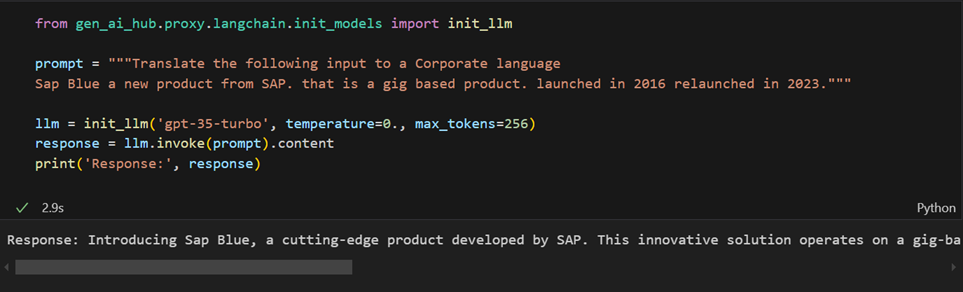 from gen_ai_hub.proxy.langchain.init_models import init_llm
prompt = """Translate the following input to a Corporate language
Sap Blue a new product from SAP. that is a gig based product. launched in 2016 relaunched in 2023."""
llm = init_llm('gpt-35-turbo', temperature=0., max_tokens=256)
response = llm.invoke(prompt).content
print('Response:', response)
2.9s
Python
Response: Introducing Sap Blue, a cutting-edge product developed by SAP. This innovative solution operates on a gig-ba